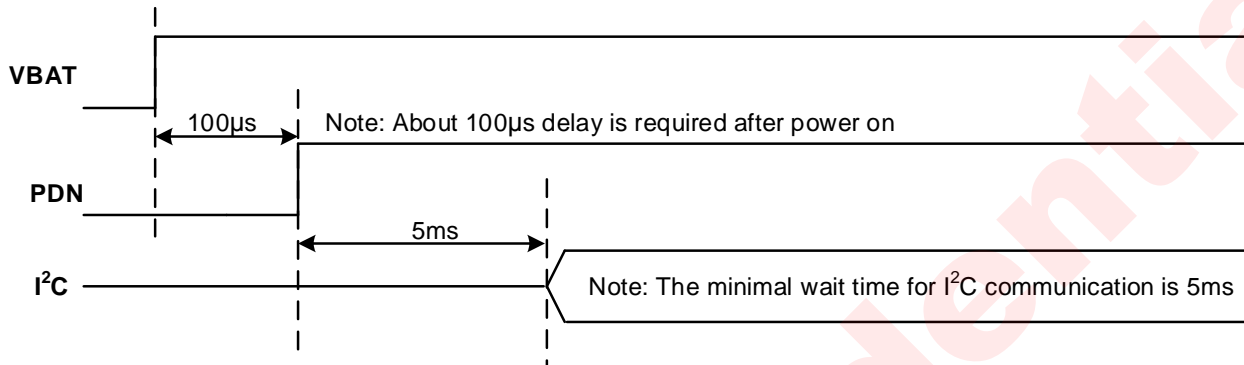 VBAT
100µs
Note: About 100µs delay is required after power on
PDN
5ms
I²C
Note: The minimal wait time for I²C communication is 5ms
dentia